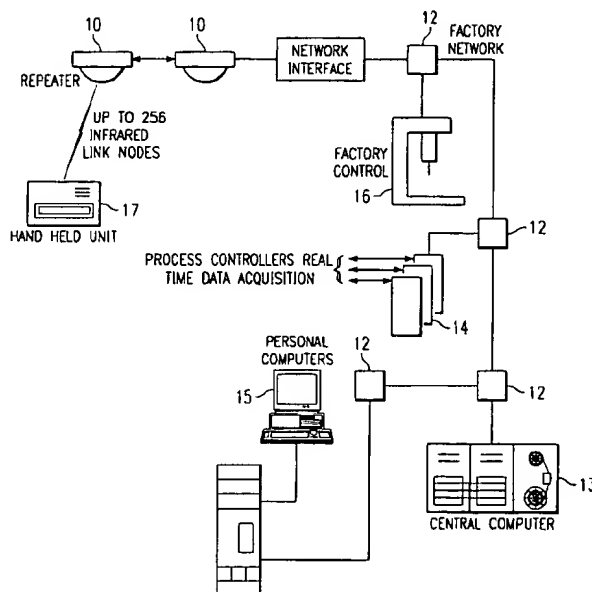 10
10
12
FACTORY
NETWORK
NETWORK
INTERFACE
REPEATER
UP TO 256
INFRARED
LINK NODES
FACTORY
CONTROL
16
17
HAND HELD UNIT
12
PROCESS CONTROLLERS REAL
TIME DATA ACQUISITION
14
PERSONAL
COMPUTERS
12
15
12
13
CENTRAL COMPUTER